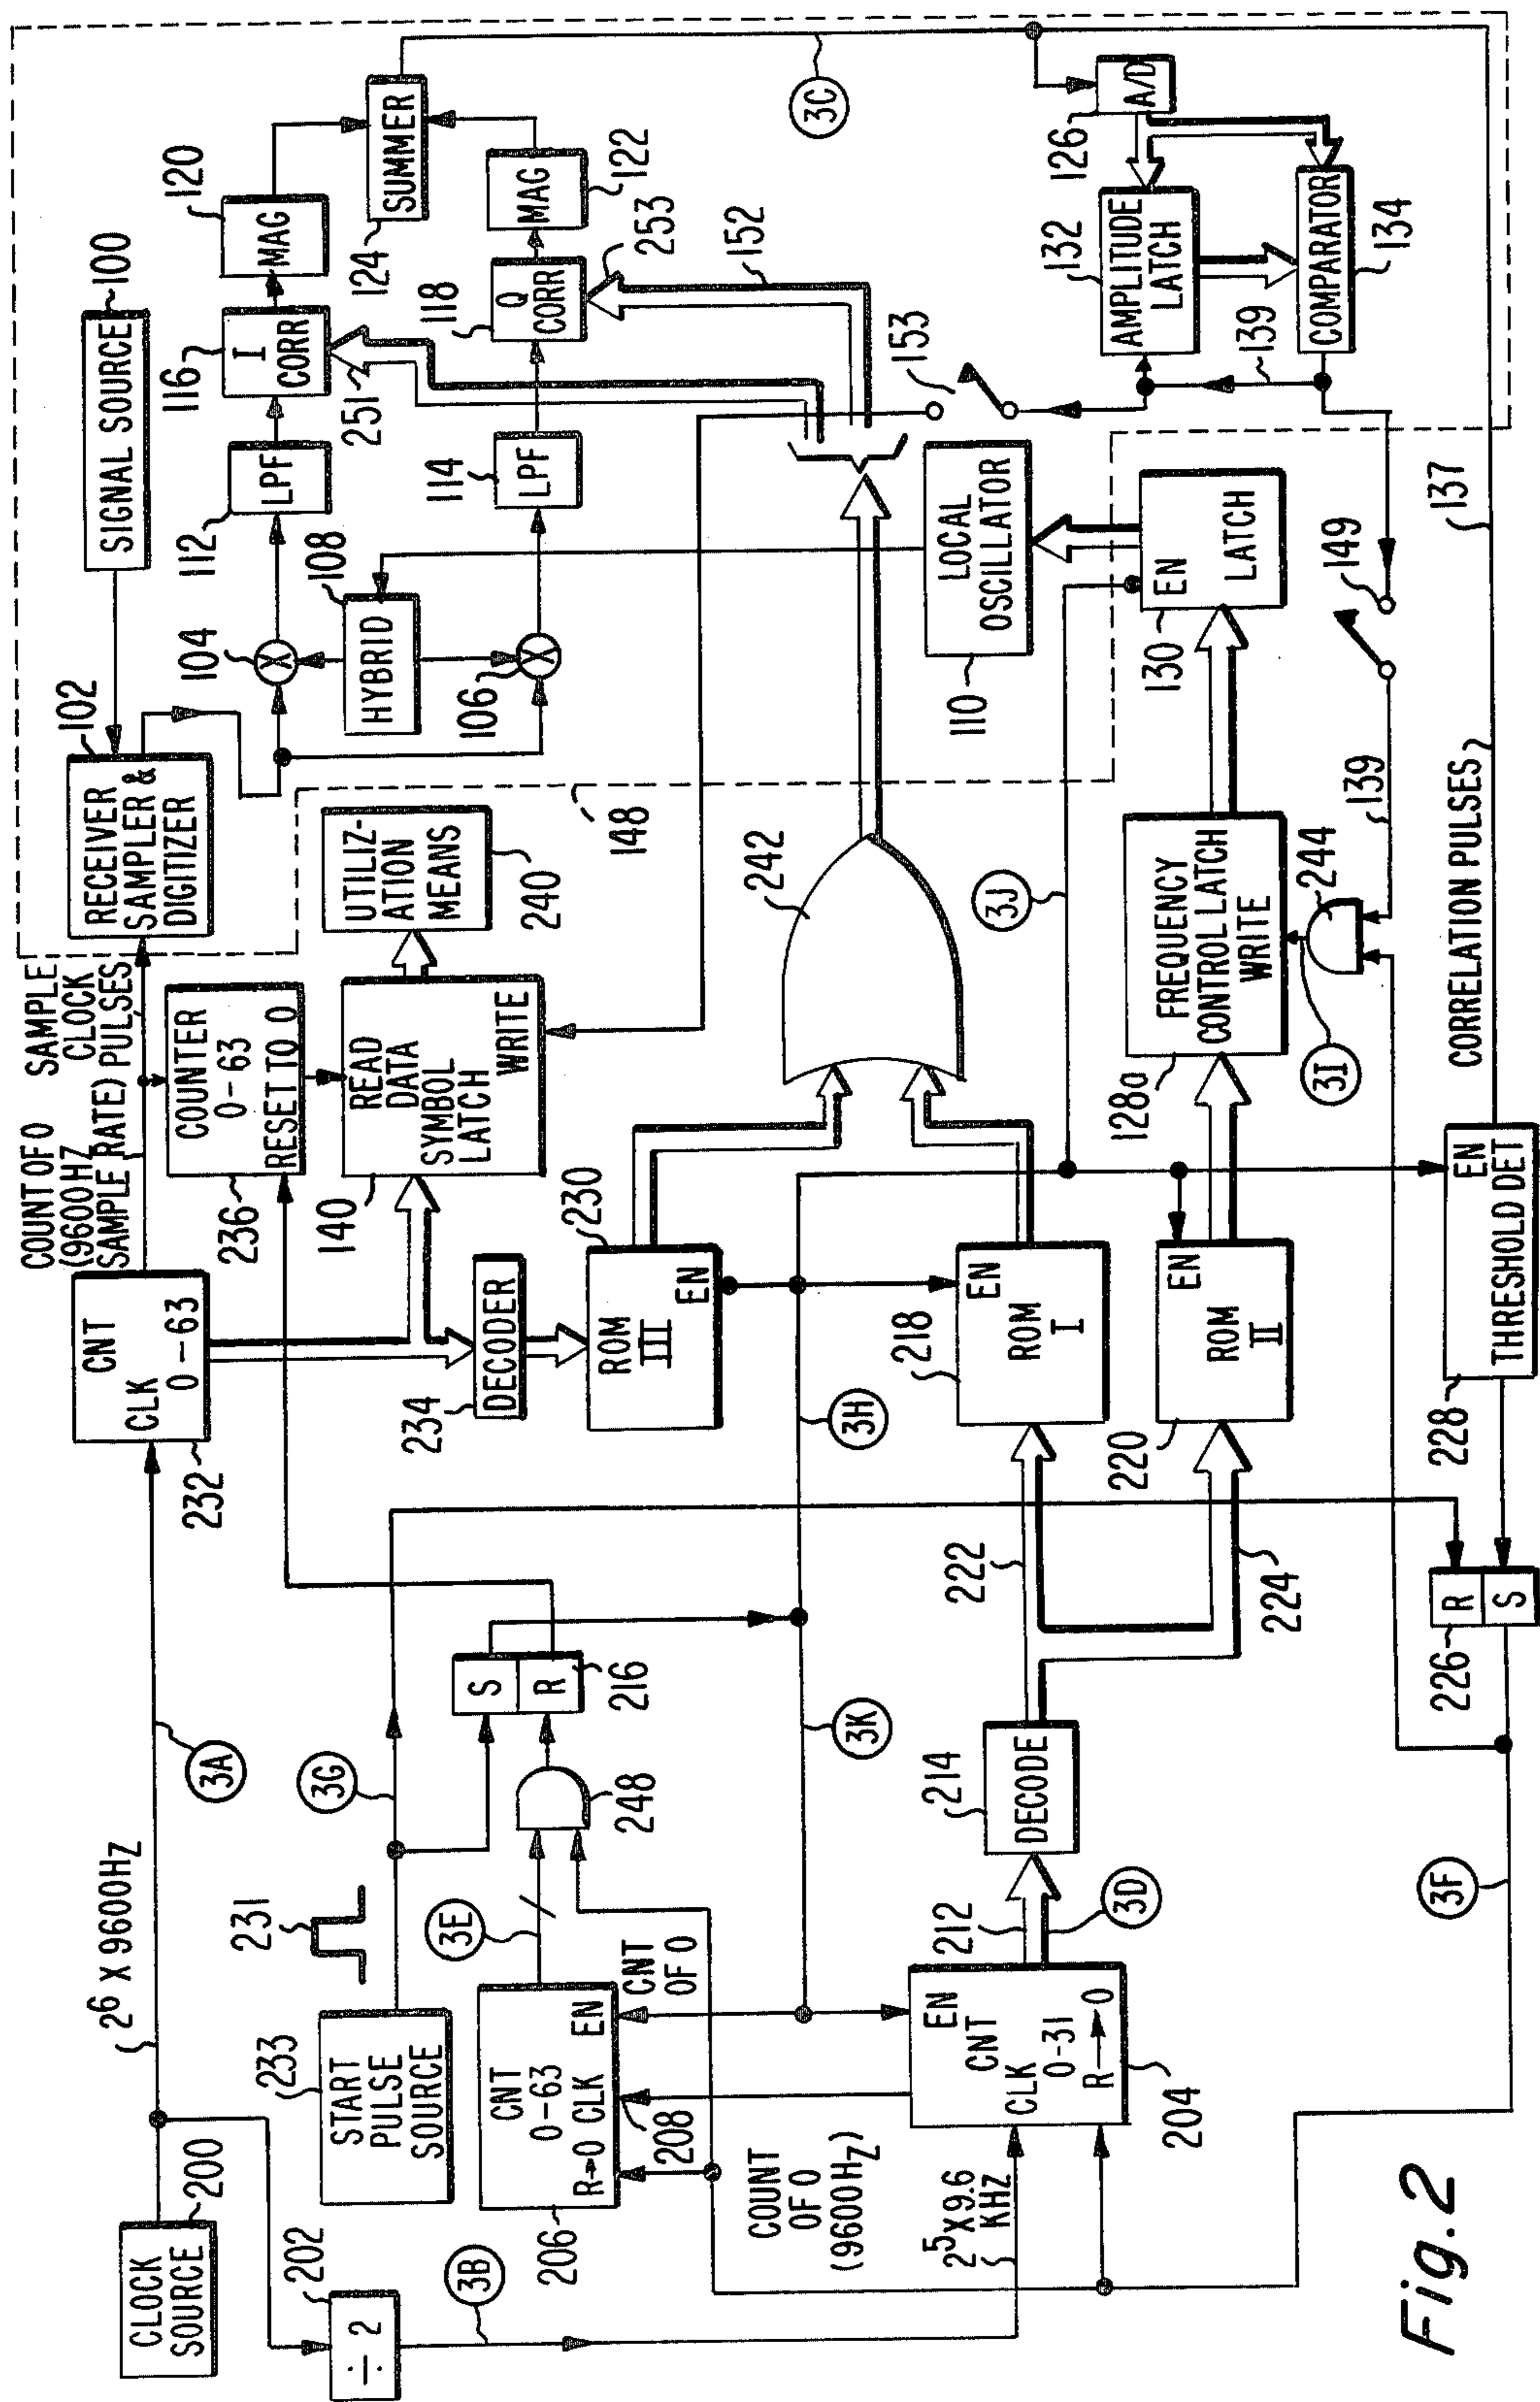 CLOCK
SOURCE
200
2⁶ X 9600HZ
3A
202
÷ 2
3B
START
PULSE
SOURCE
233
231
3G
CNT
CLK
0-63
232
COUNT OF 0
(9600HZ
SAMPLE RATE)
SAMPLE
CLOCK
PULSES
COUNTER
0-63
RESET TO 0
236
RECEIVER
SAMPLER &
DIGITIZER
102
SIGNAL SOURCE
100
READ
DATA
SYMBOL
LATCH
WRITE
140
UTILIZ-
ATION
MEANS
240
148
104
HYBRID
108
106
LPF
112
LPF
114
I
CORR
116
251
Q
CORR
118
253
152
MAG
120
MAG
122
SUMMER
124
3C
A/D
126
AMPLITUDE
LATCH
132
COMPARATOR
134
139
153
LOCAL
OSCILLATOR
110
EN
LATCH
130
149
139
137
CORRELATION PULSES
CNT
0-63
R→0 CLK
EN
206
208
3E
CNT
OF 0
248
S
R
216
3K
3H
DECODER
234
ROM
III
EN
230
242
3J
COUNT
OF 0
(9600HZ)
2⁵ X 9.6
KHZ
EN
CNT
CLK
0-31
R→0
204
212
3D
DECODE
214
222
224
EN
ROM
I
218
EN
ROM
II
220
FREQUENCY
CONTROL LATCH
WRITE
128a
3I
244
EN
THRESHOLD DET
228
R
S
226
3F
Fig.2